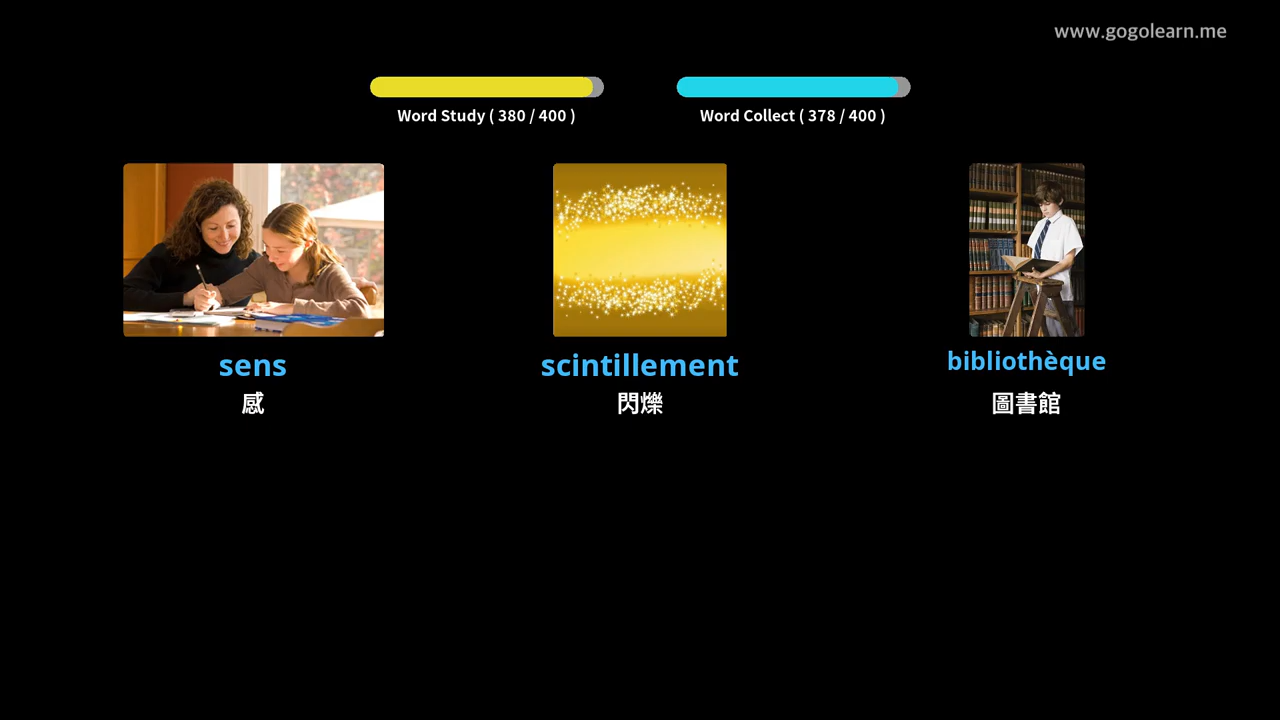 www.gogolearn.me
Word Study ( 380 / 400 )
Word Collect ( 378 / 400 )
sens
scintillement
bibliothèque
感
閃爍
圖書館